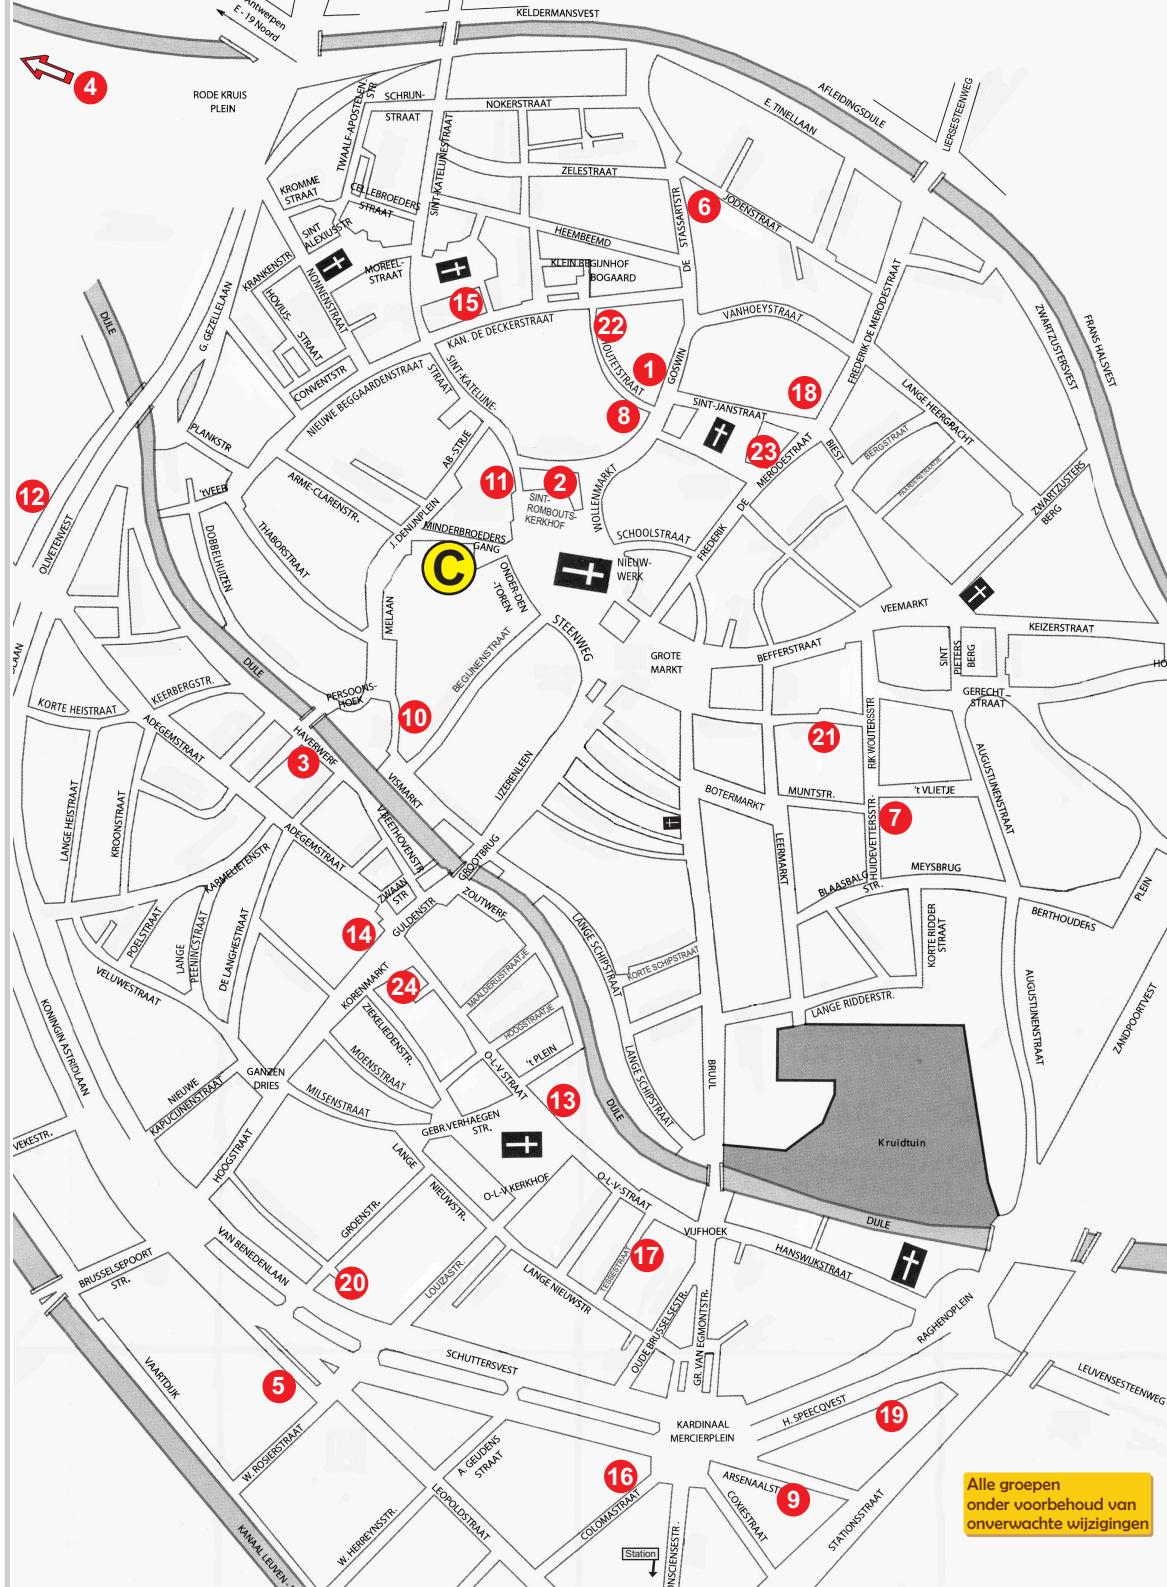 KELDERMANSVEST
Antwerpen
E - 19 Noord
4
RODE KRUIS
PLEIN
TWAALF-APOSTELEN-
STR
SCHRIJN-
STRAAT
NOKERSTRAAT
E. TINELLAAN
AFLEIDINGSDIJLE
LIERSESTEENWEG
SINT-KATELIJNESTRAAT
ZELESTRAAT
KROMME
STRAAT
CELLEBROEDERS
STRAAT
6
JODENSTRAAT
DE STASSARTSTR
SINT
ALEXIUSSTR
HEEMBEEMD
KRANKENSTR
MOREEL-
STRAAT
KLEIN BEGIJNHOF
BOGAARD
NONNENSTRAAT
HOVIUS-
STRAAT
15
G. GEZELLELAAN
DIJLE
KAN. DE DECKERSTRAAT
22
VANHOEYSTRAAT
FREDERIK DE MERODESTRAAT
ZWARTZUSTERSVEST
FRANS HALSVEST
HOUTETSTRAAT
1
GOSWIN
18
CONVENTSTR
SINT-KATELIJNE-
STRAAT
NIEUWE BEGGAARDENSTRAAT
8
SINT-JANSTRAAT
LANGE HEERGRACHT
PLANKSTR
AB-STRJE
23
BIEST
BERGSTRAAT
FREDERIK DE MERODESTRAAT
11
2
WOLLENMARKT
12
'tVEER
ARME-CLARENSTR.
J. DENIJNPLEIN
SINT-
ROMBOUTS-
KERKHOF
ZWARTZUSTERS
BERG
OLIVETENVEST
DOBBELHUIZEN
THABORSTRAAT
MINDERBROEDERS
GANG
SCHOOLSTRAAT
C
ONDER-DEN
-TOREN
NIEUW-
WERK
MELAAN
STEENWEG
VEEMARKT
KEIZERSTRAAT
BEGIJNENSTRAAT
GROTE
MARKT
BEFFERSTRAAT
SINT
PIETERS
BERG
LAAN
DIJLE
KEERBERGSTR.
PERSOONS-
HOEK
HO
GERECHT-
STRAAT
KORTE HEISTRAAT
ADEGEMSTRAAT
10
HAVERWERF
3
21
RIK WOUTERSSTR
AUGUSTIJNENSTRAAT
IJZERENLEEN
VISMARKT
BOTERMARKT
MUNTSTR.
't VLIETJE
LANGE HEISTRAAT
KROONSTRAAT
7
ADEGEMSTRAAT
V.BEETHOVENSTR
HUIDEVETTERSSTR.
LEERMARKT
GROOTBRUG
KARMELIETENSTR
MEYSBRUG
BLAASBALG
STR.
PLEIN
ZWAAN
STR
ZOUTWERF
GULDENSTR
BERTHOUDERS
POELSTRAAT
LANGE
PEENINCSTRAAT
DE LANGHESTRAAT
14
LANGE SCHIPSTRAAT
KORTE RIDDER
STRAAT
VELUWESTRAAT
KORTE SCHIPSTRAAT
KORENMARKT
24
MAALDERIJSTRAATJE
LANGE RIDDERSTR.
KONINGIN ASTRIDLAAN
ZIEKELIEDENSTR.
HOOGSTRAATJE
AUGUSTIJNENSTRAAT
ZANDPOORTVEST
MOENSSTRAAT
O-L-V STRAAT
't PLEIN
LANGE SCHIPSTRAAT
BRUUL
GANZEN
DRIES
NIEUWE
KAPUCIJNENSTRAAT
MILSENSTRAAT
13
DIJLE
GEBR.VERHAEGEN
STR.
Kruidtuin
VEKESTR.
HOOGSTRAAT
LANGE
NIEUWSTR.
O-L-V KERKHOF
O-L-V-STRAAT
GROENSTR.
VIJFHOEK
DIJLE
VAN BENEDENLAAN
HANSWIJKSTRAAT
17
TESSESTRAAT
BRUSSELSEPOORT
STR.
20
LOUIZASTR.
LANGE NIEUWSTR
RAGHENOPLEIN
OUDE BRUSSELSESTR.
GR. VAN EGMONTSTR.
VAARTDIJK
SCHUTTERSVEST
5
LEUVENSESTEENWEG
H. SPEECQVEST
19
KARDINAAL
MERCIERPLEIN
W. ROSIERSTRAAT
A. GEUDENS
STRAAT
16
ARSENAALST
9
COXIESTRAAT
LEOPOLDSTRAAT
COLOMASTRAAT
STATIONSSTRAAT
Alle groepen
onder voorbehoud van
onverwachte wijzigingen
KANAAL LEUVEN-
W. HERREYNSSTR.
Station
NSCIENSESTR.